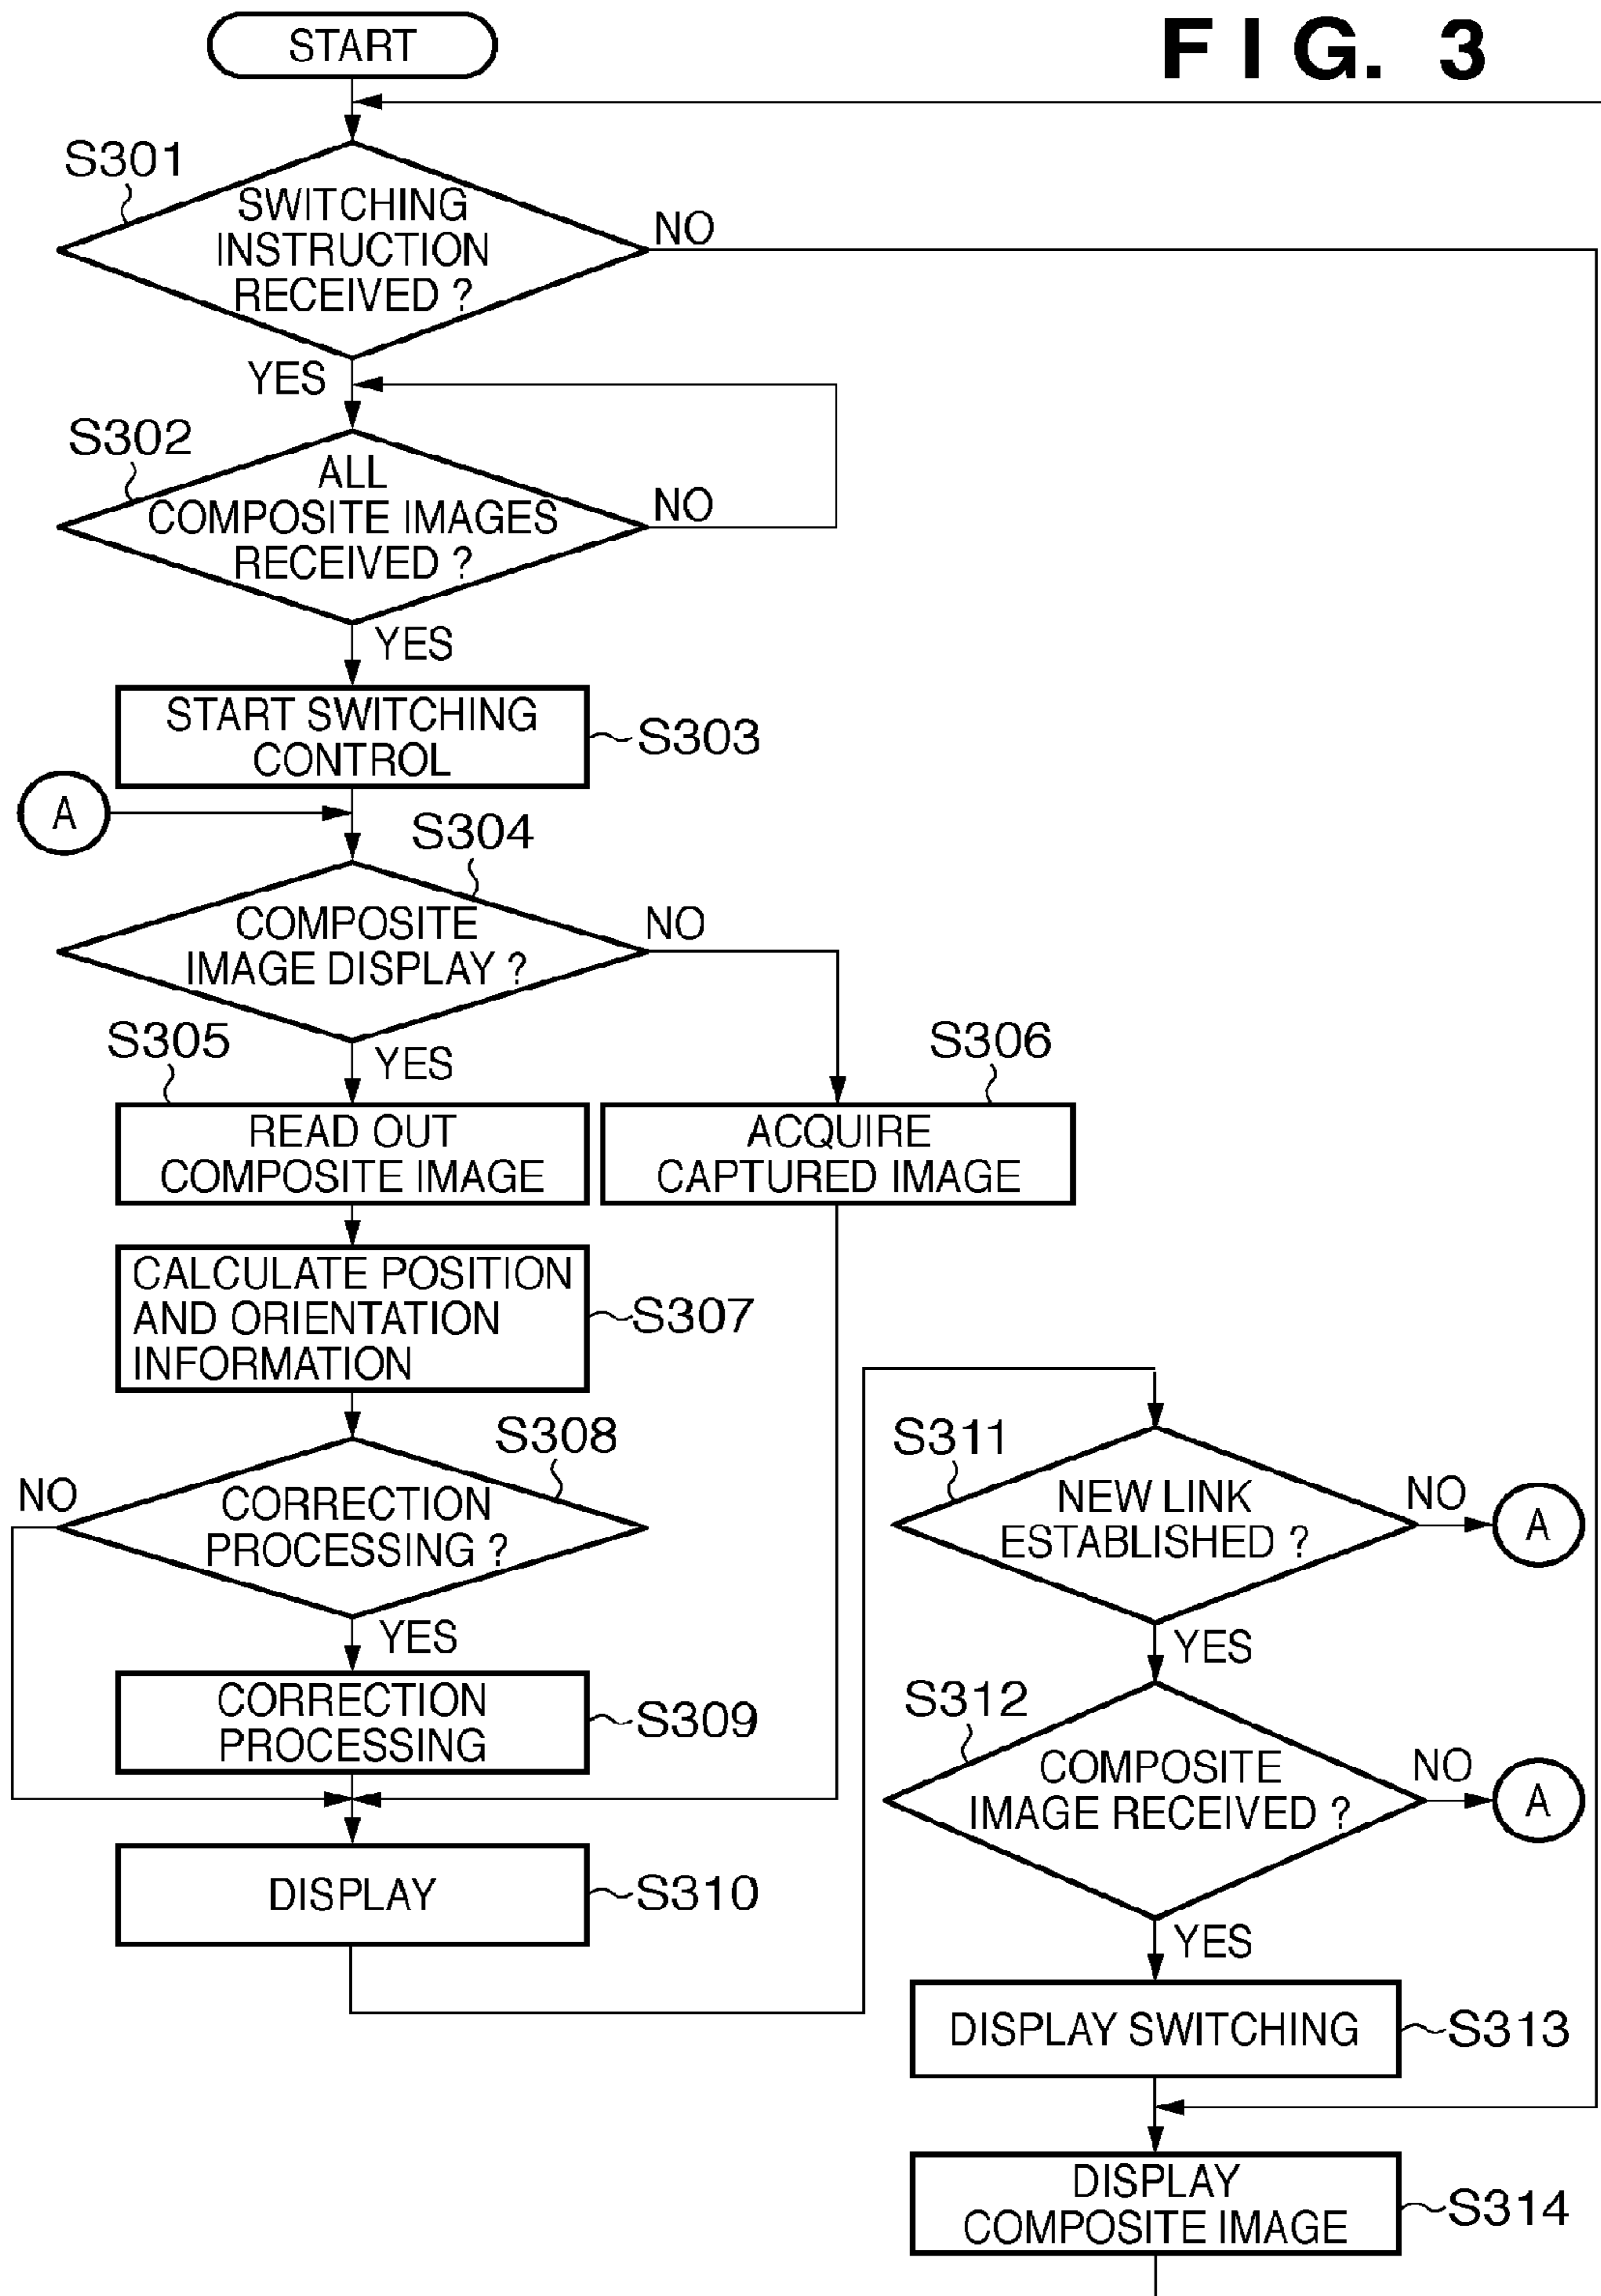 FIG. 3
START
S301
SWITCHING
INSTRUCTION
RECEIVED ?
NO
YES
S302
ALL
COMPOSITE IMAGES
RECEIVED ?
NO
YES
START SWITCHING
CONTROL
S303
A
S304
COMPOSITE
IMAGE DISPLAY ?
NO
YES
S305
READ OUT
COMPOSITE IMAGE
S306
ACQUIRE
CAPTURED IMAGE
CALCULATE POSITION
AND ORIENTATION
INFORMATION
S307
S308
CORRECTION
PROCESSING ?
NO
YES
CORRECTION
PROCESSING
S309
DISPLAY
S310
S311
NEW LINK
ESTABLISHED ?
NO
A
YES
S312
COMPOSITE
IMAGE RECEIVED ?
NO
A
YES
DISPLAY SWITCHING
S313
DISPLAY
COMPOSITE IMAGE
S314